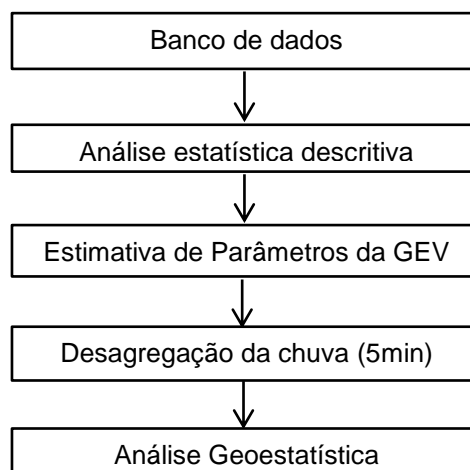 Banco de dados
Análise estatística descritiva
Estimativa de Parâmetros da GEV
Desagregação da chuva (5min)
Análise Geoestatística